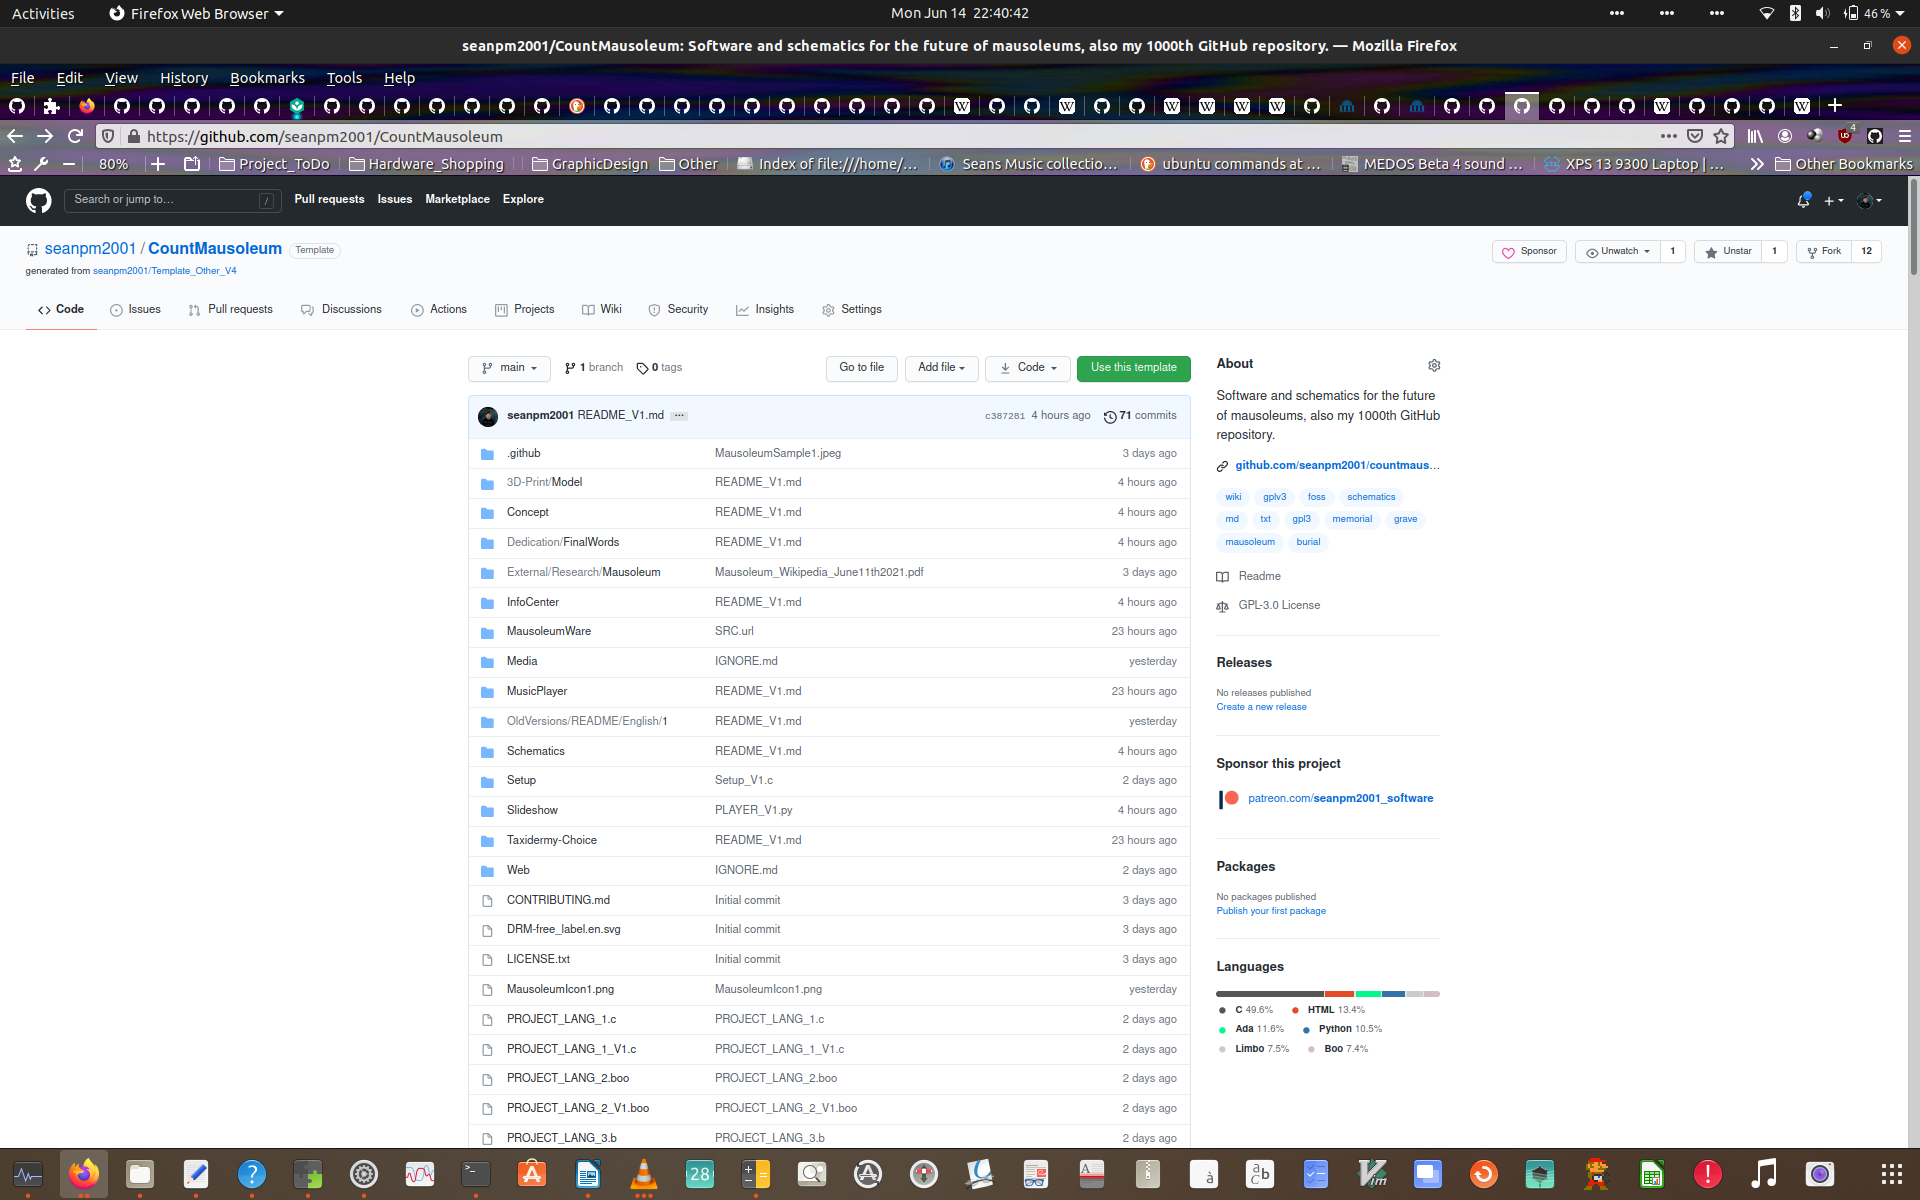 Activities Firefox Web Browser Mon Jun 14 22:40:42 46 %
seanpm2001/CountMausoleum: Software and schematics for the future of mausoleums, also my 1000th GitHub repository. — Mozilla Firefox
File Edit View History Bookmarks Tools Help
https://github.com/seanpm2001/CountMausoleum 4
80% Project_ToDo Hardware_Shopping GraphicDesign Other Index of file:///home/... Seans Music collectio... ubuntu commands at ... MEDOS Beta 4 sound ... XPS 13 9300 Laptop | ... Other Bookmarks
Search or jump to... / Pull requests Issues Marketplace Explore
seanpm2001 / CountMausoleum Template Sponsor Unwatch 1 Unstar 1 Fork 12
generated from seanpm2001/Template_Other_V4
Code Issues Pull requests Discussions Actions Projects Wiki Security Insights Settings
main 1 branch 0 tags Go to file Add file Code Use this template
seanpm2001 README_V1.md ... c387281 4 hours ago 71 commits
.github MausoleumSample1.jpeg 3 days ago
3D-Print/Model README_V1.md 4 hours ago
Concept README_V1.md 4 hours ago
Dedication/FinalWords README_V1.md 4 hours ago
External/Research/Mausoleum Mausoleum_Wikipedia_June11th2021.pdf 3 days ago
InfoCenter README_V1.md 4 hours ago
MausoleumWare SRC.url 23 hours ago
Media IGNORE.md yesterday
MusicPlayer README_V1.md 23 hours ago
OldVersions/README/English/1 README_V1.md yesterday
Schematics README_V1.md 4 hours ago
Setup Setup_V1.c 2 days ago
Slideshow PLAYER_V1.py 4 hours ago
Taxidermy-Choice README_V1.md 23 hours ago
Web IGNORE.md 2 days ago
CONTRIBUTING.md Initial commit 3 days ago
DRM-free_label.en.svg Initial commit 3 days ago
LICENSE.txt Initial commit 3 days ago
MausoleumIcon1.png MausoleumIcon1.png yesterday
PROJECT_LANG_1.c PROJECT_LANG_1.c 2 days ago
PROJECT_LANG_1_V1.c PROJECT_LANG_1_V1.c 2 days ago
PROJECT_LANG_2.boo PROJECT_LANG_2.boo 2 days ago
PROJECT_LANG_2_V1.boo PROJECT_LANG_2_V1.boo 2 days ago
PROJECT_LANG_3.b PROJECT_LANG_3.b 2 days ago
About
Software and schematics for the future
of mausoleums, also my 1000th GitHub
repository.
github.com/seanpm2001/countmaus...
wiki gplv3 foss schematics
md txt gpl3 memorial grave
mausoleum burial
Readme
GPL-3.0 License
Releases
No releases published
Create a new release
Sponsor this project
patreon.com/seanpm2001_software
Packages
No packages published
Publish your first package
Languages
C 49.6% HTML 13.4%
Ada 11.6% Python 10.5%
Limbo 7.5% Boo 7.4%
28